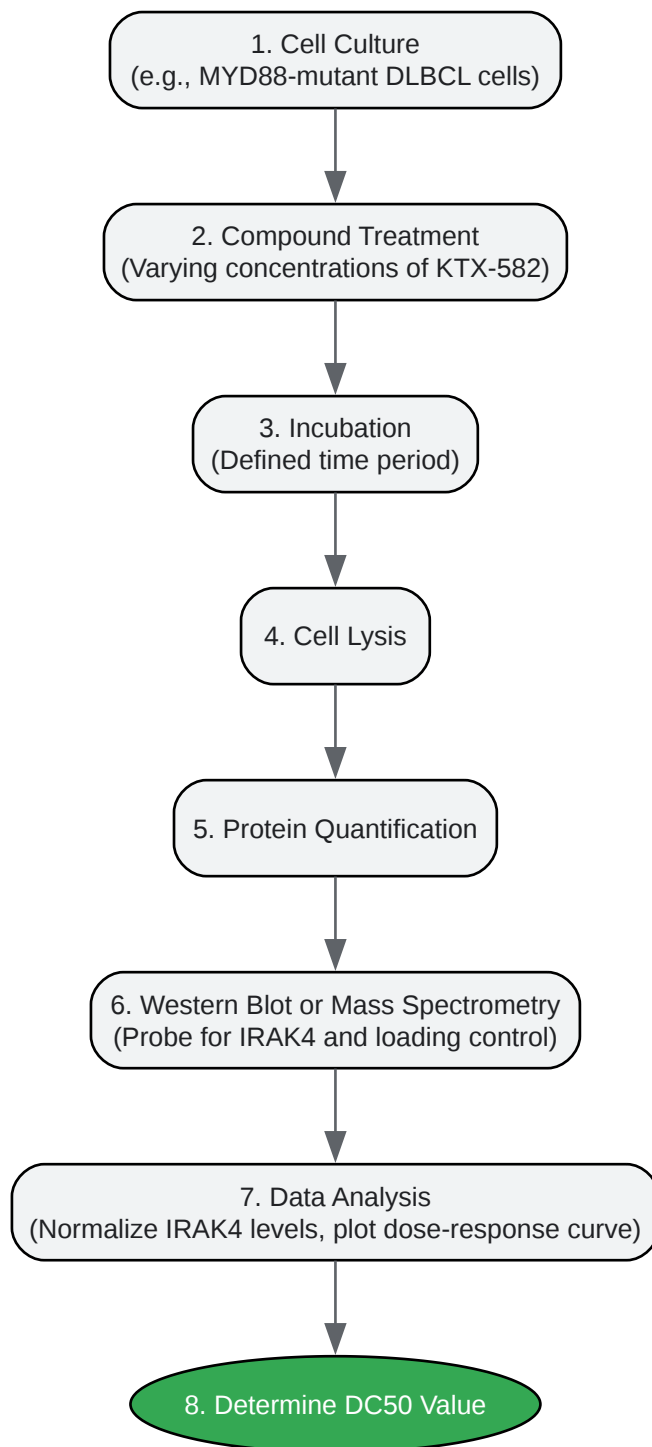 1. Cell Culture
(e.g., MYD88-mutant DLBCL cells)
2. Compound Treatment
(Varying concentrations of KTX-582)
3. Incubation
(Defined time period)
4. Cell Lysis
5. Protein Quantification
6. Western Blot or Mass Spectrometry
(Probe for IRAK4 and loading control)
7. Data Analysis
(Normalize IRAK4 levels, plot dose-response curve)
8. Determine DC50 Value